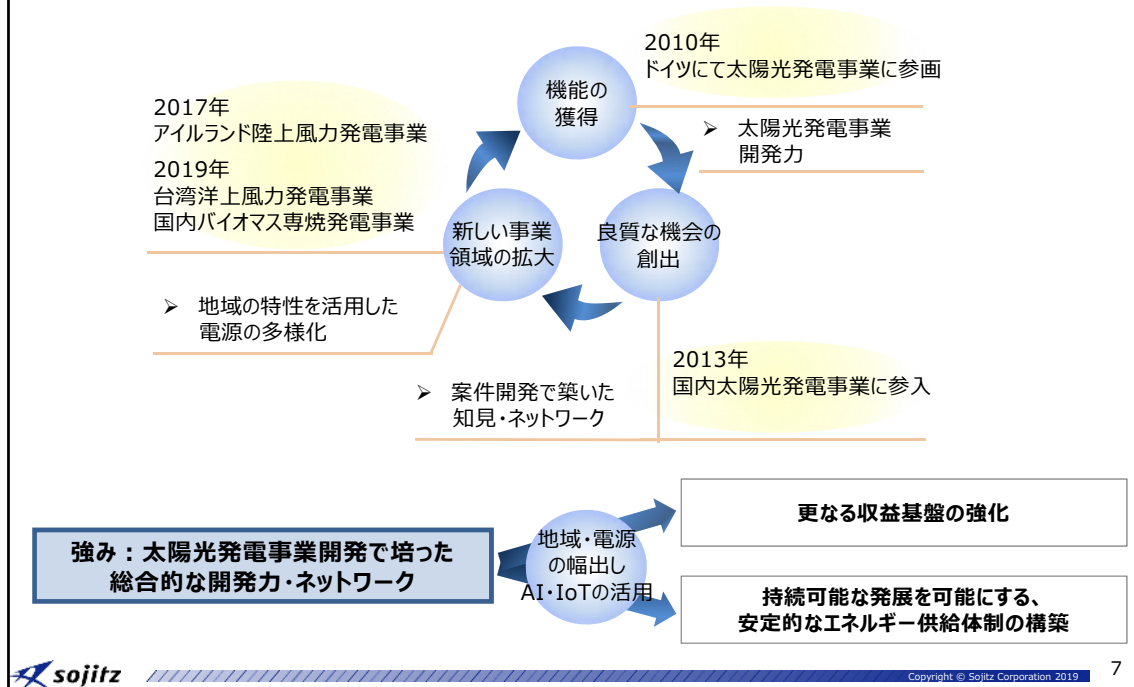 2010年
ドイツにて太陽光発電事業に参画
機能の
獲得
➢ 太陽光発電事業
開発力
2017年
アイルランド陸上風力発電事業
2019年
台湾洋上風力発電事業
国内バイオマス専焼発電事業
新しい事業
領域の拡大
良質な機会の
創出
➢ 地域の特性を活用した
電源の多様化
2013年
国内太陽光発電事業に参入
➢ 案件開発で築いた
知見・ネットワーク
強み：太陽光発電事業開発で培った
総合的な開発力・ネットワーク
地域・電源
の幅出し
AI・IoTの活用
更なる収益基盤の強化
持続可能な発展を可能にする、
安定的なエネルギー供給体制の構築
sojitz
Copyright © Sojitz Corporation 2019
7